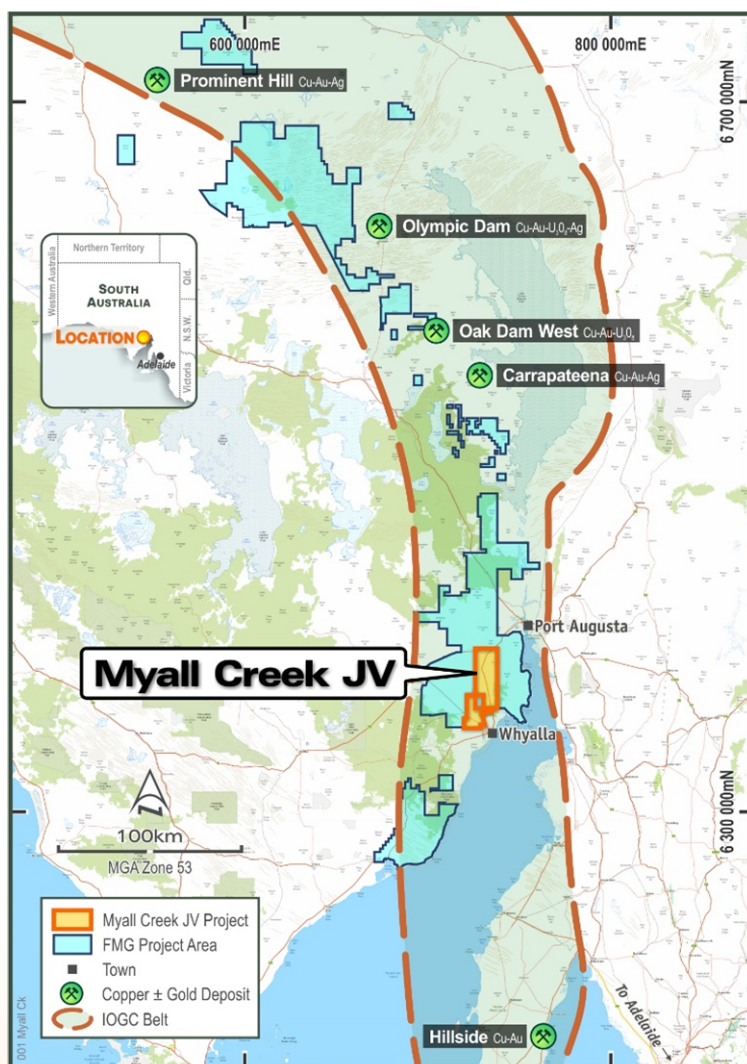 600 000mE
800 000mE
6 700 000mN
Prominent Hill Cu-Au-Ag
Olympic Dam Cu-Au-U₃O₈-Ag
Oak Dam West Cu-Au-U₃O₈
Carrapateena Cu-Au-Ag
Western Australia
Northern Territory
Qld.
SOUTH
AUSTRALIA
N.S.W.
LOCATION
Adelaide
Victoria
Port Augusta
Myall Creek JV
Whyalla
6 300 000mN
100km
MGA Zone 53
Myall Creek JV Project
FMG Project Area
Town
Copper ± Gold Deposit
IOGC Belt
Hillside Cu-Au
To Adelaide
001 Myall Ck